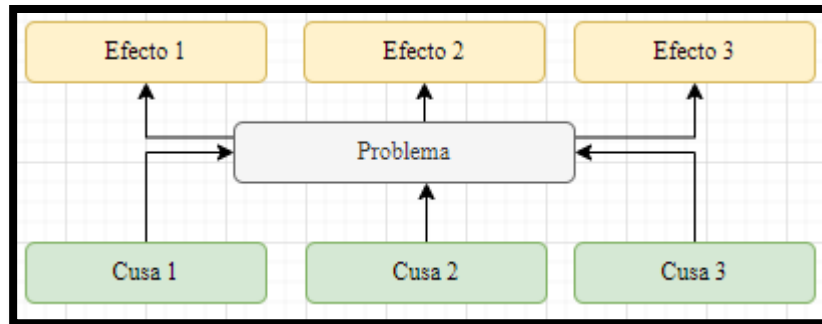 Efecto 1
Efecto 2
Efecto 3
Problema
Cusa 1
Cusa 2
Cusa 3